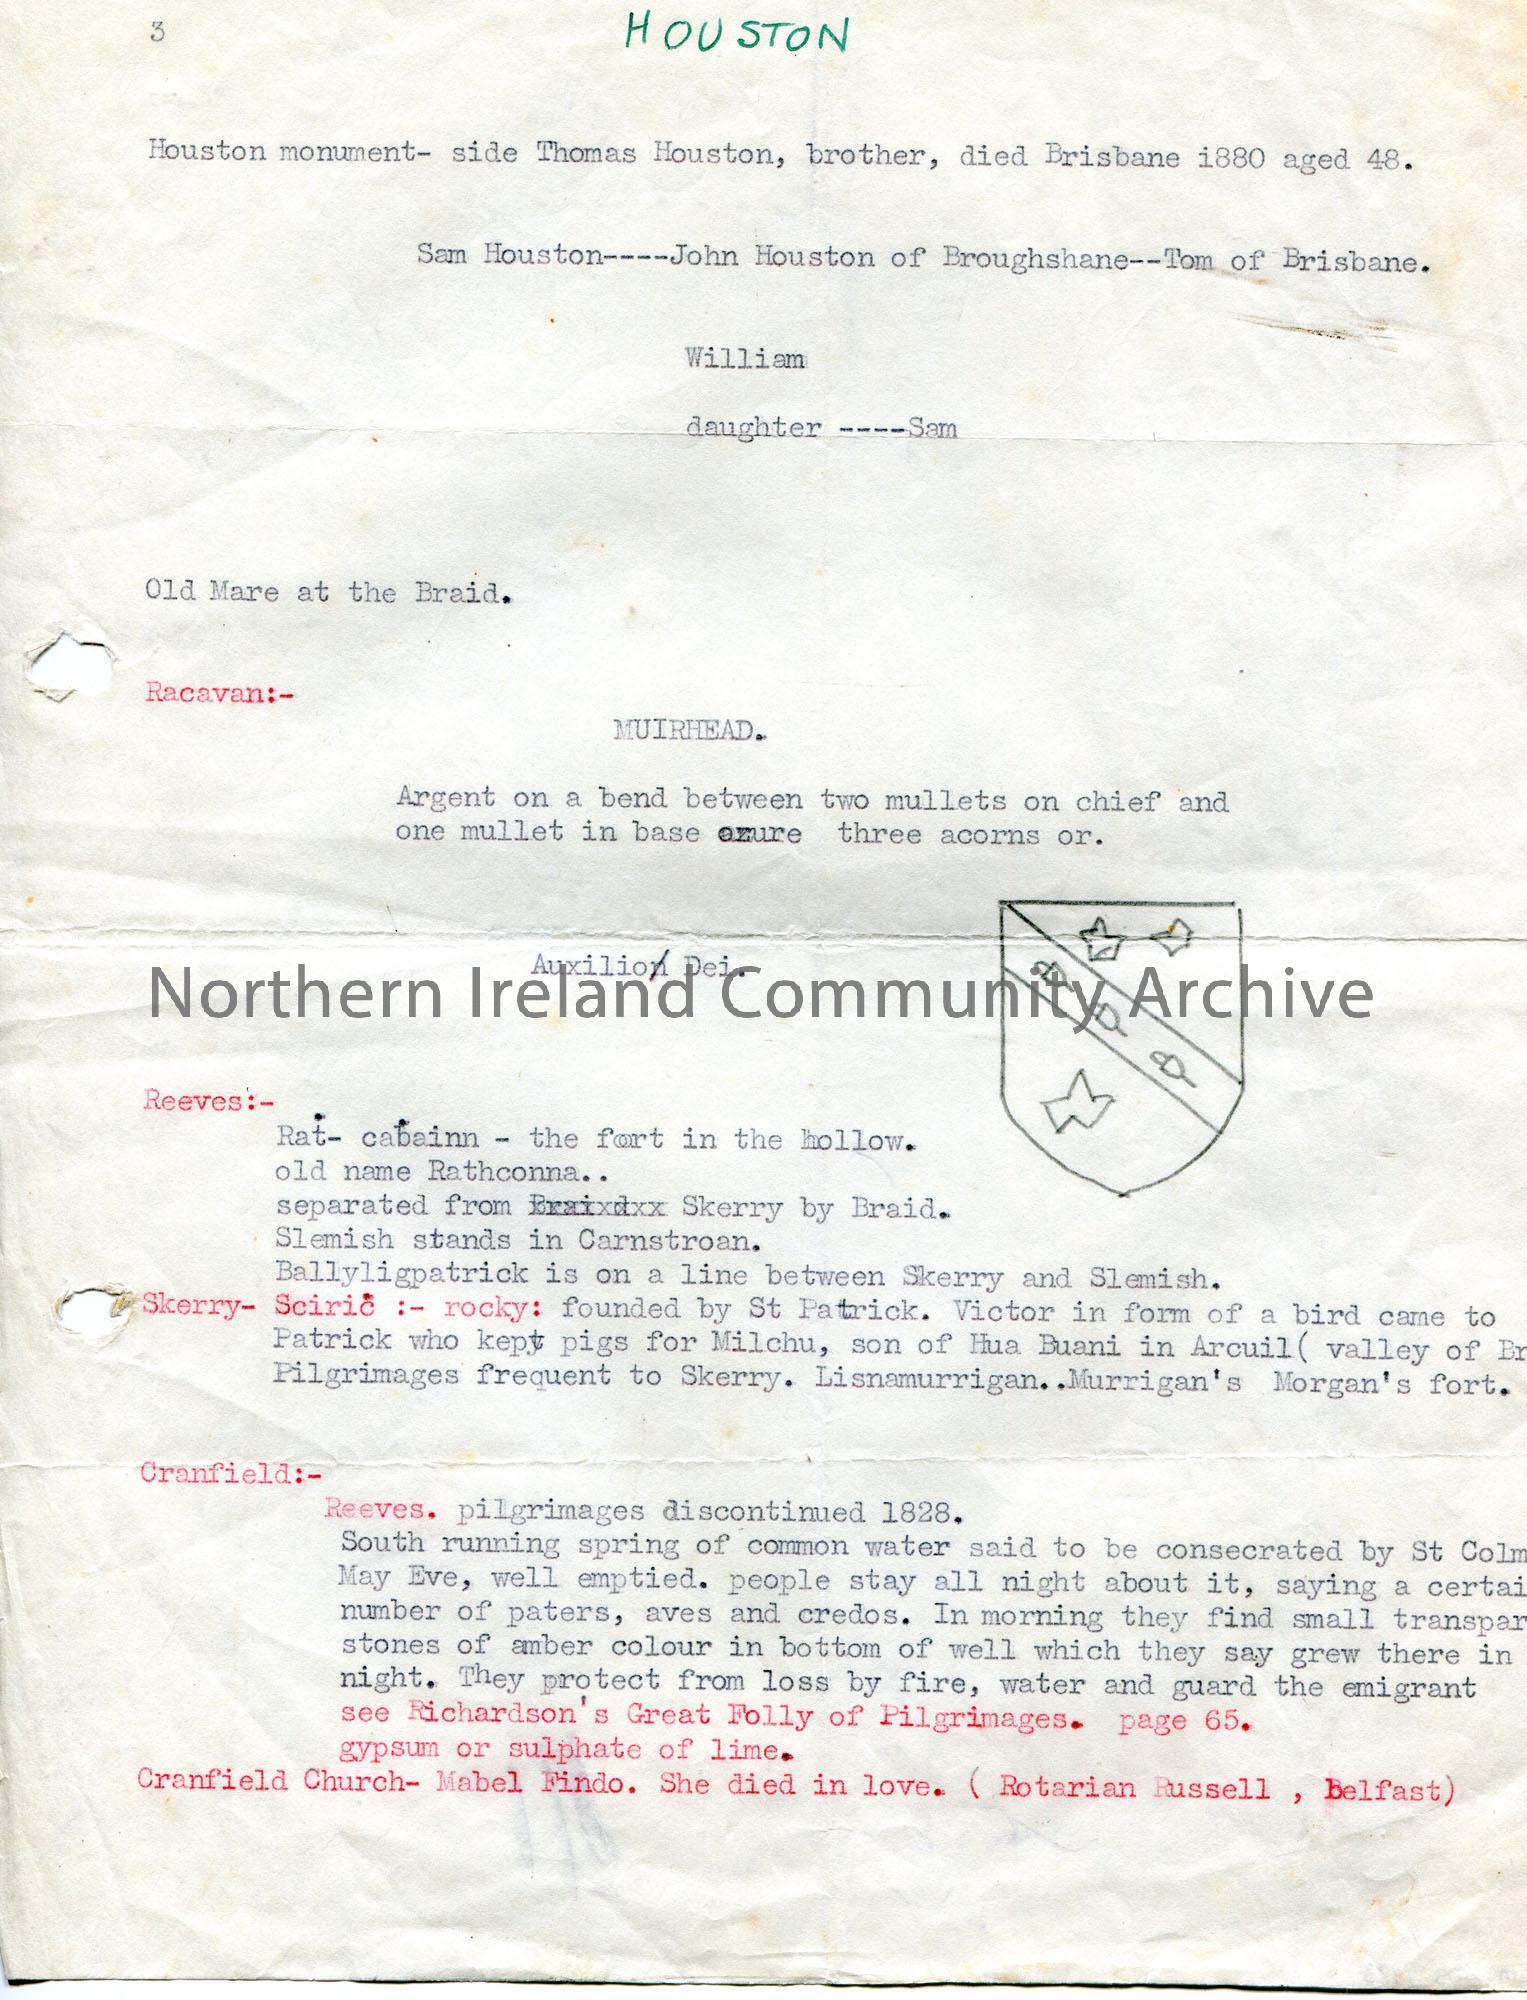 3
HOUSTON
Houston monument- side Thomas Houston, brother, died Brisbane i880 aged 48.
Sam Houston----John Houston of Broughshane--Tom of Brisbane.
William
daughter ----Sam
Old Mare at the Braid.
Racavan:-
MUIRHEAD.
Argent on a bend between two mullets on chief and
one mullet in base azure three acorns or.
Auxilio Dei.
Northern Ireland Community Archive
Reeves:-
Raṫ- caḃainn - the fort in the hollow.
old name Rathconna..
separated from Skerry by Braid.
Slemish stands in Carnstroan.
Ballyligpatrick is on a line between Skerry and Slemish.
Skerry- Sciriċ :- rocky: founded by St Patrick. Victor in form of a bird came to
Patrick who kept pigs for Milchu, son of Hua Buani in Arcuil( valley of Br
Pilgrimages frequent to Skerry. Lisnamurrigan..Murrigan's Morgan's fort.
Cranfield:-
Reeves. pilgrimages discontinued 1828.
South running spring of common water said to be consecrated by St Colm
May Eve, well emptied. people stay all night about it, saying a certai
number of paters, aves and credos. In morning they find small transpar
stones of amber colour in bottom of well which they say grew there in
night. They protect from loss by fire, water and guard the emigrant
see Richardson's Great Folly of Pilgrimages. page 65.
gypsum or sulphate of lime.
Cranfield Church- Mabel Findo. She died in love. ( Rotarian Russell , Belfast)